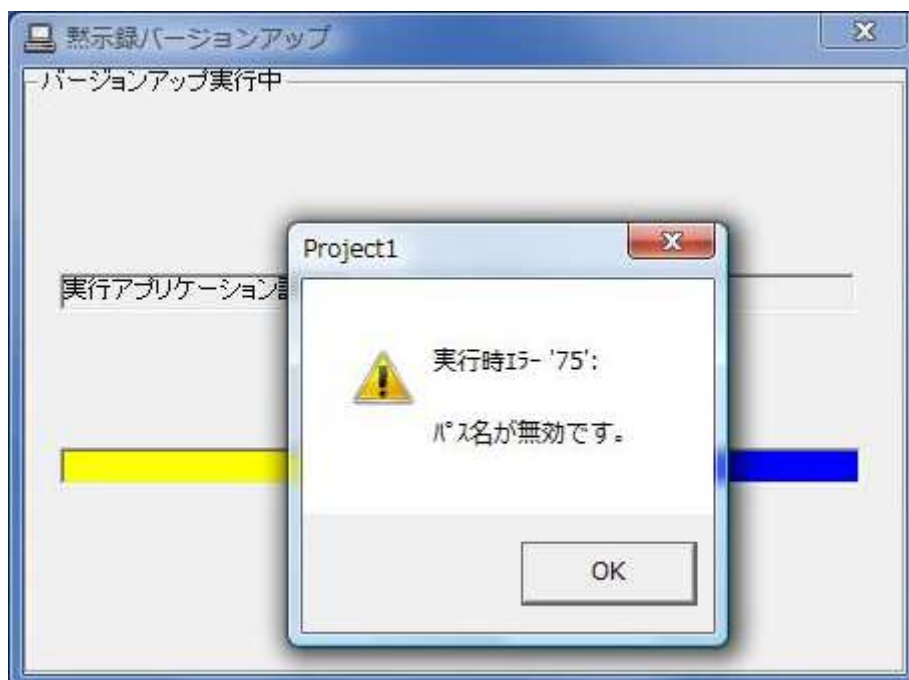 黙示録バージョンアップ
バージョンアップ実行中
実行アプリケーション
Project1
実行時ｴﾗｰ '75':
ﾊﾟｽ名が無効です。
OK